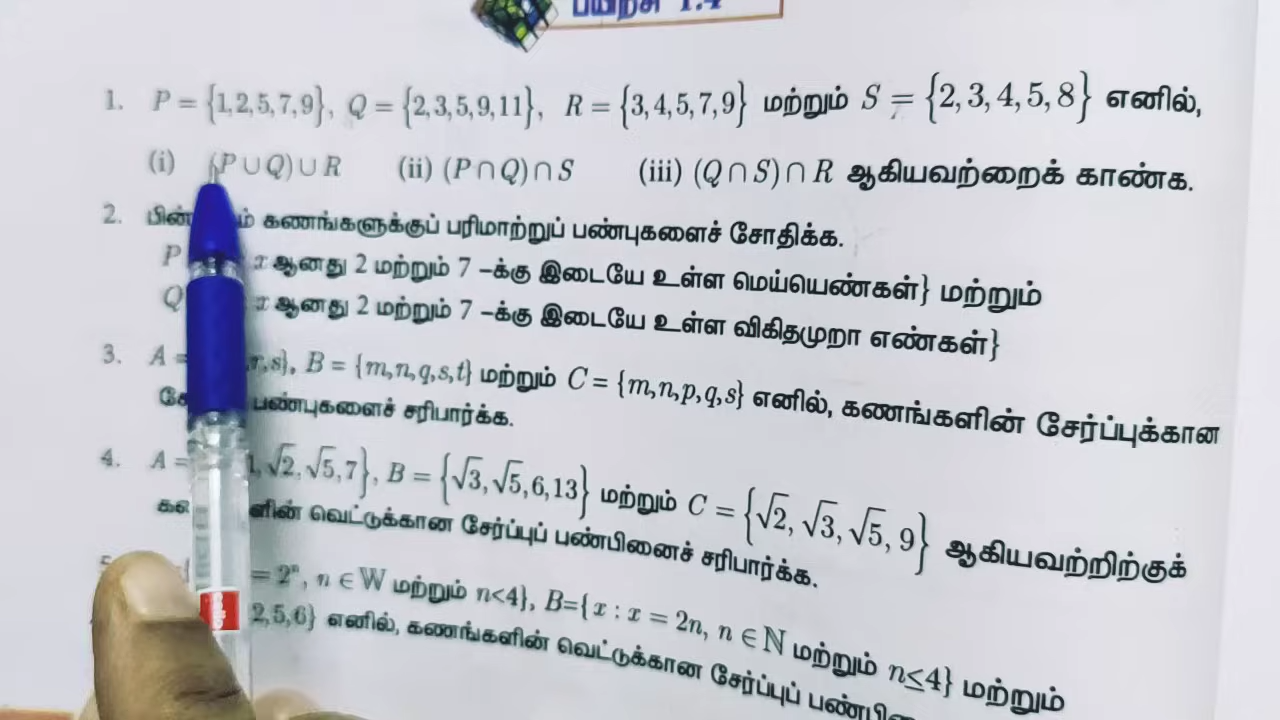 பயிற்சி 1.4
1. P = {1,2,5,7,9}, Q = {2,3,5,9,11}, R = {3,4,5,7,9} மற்றும் S = {2,3,4,5,8} எனில்,
(i) (P ∪ Q) ∪ R (ii) (P ∩ Q) ∩ S (iii) (Q ∩ S) ∩ R ஆகியவற்றைக் காண்க.
2. கணங்களுக்குப் பரிமாற்றுப் பண்புகளைச் சோதிக்க.
P x ஆனது 2 மற்றும் 7 –க்கு இடையே உள்ள மெய்யெண்கள்} மற்றும்
Q x ஆனது 2 மற்றும் 7 –க்கு இடையே உள்ள விகிதமுறா எண்கள்}
3. A = r,s}, B = {m,n,q,s,t} மற்றும் C = {m,n,p,q,s} எனில், கணங்களின் சேர்ப்புக்கான
பண்புகளைச் சரிபார்க்க.
4. A = 1, √2, √5, 7}, B = {√3, √5, 6, 13} மற்றும் C = {√2, √3, √5, 9} ஆகியவற்றிற்குக்
வெட்டுக்கான சேர்ப்புப் பண்பினைச் சரிபார்க்க.
= 2ⁿ, n ∈ W மற்றும் n<4}, B={x : x = 2n, n ∈ N மற்றும் n≤4} மற்றும்
2,5,6} எனில், கணங்களின் வெட்டுக்கான சேர்ப்புப்